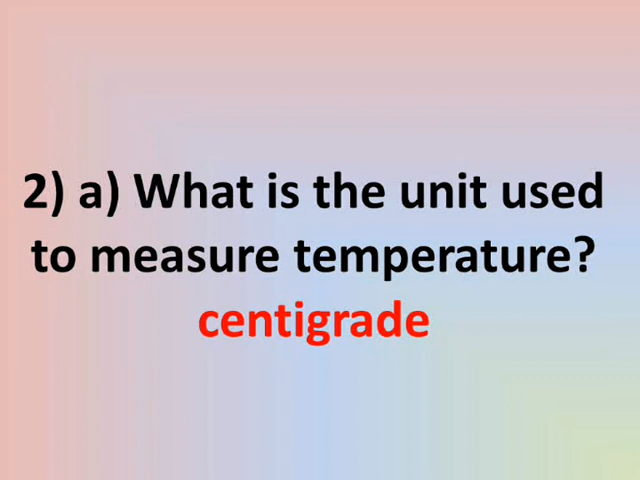 2) a) What is the unit used
to measure temperature?
centigrade